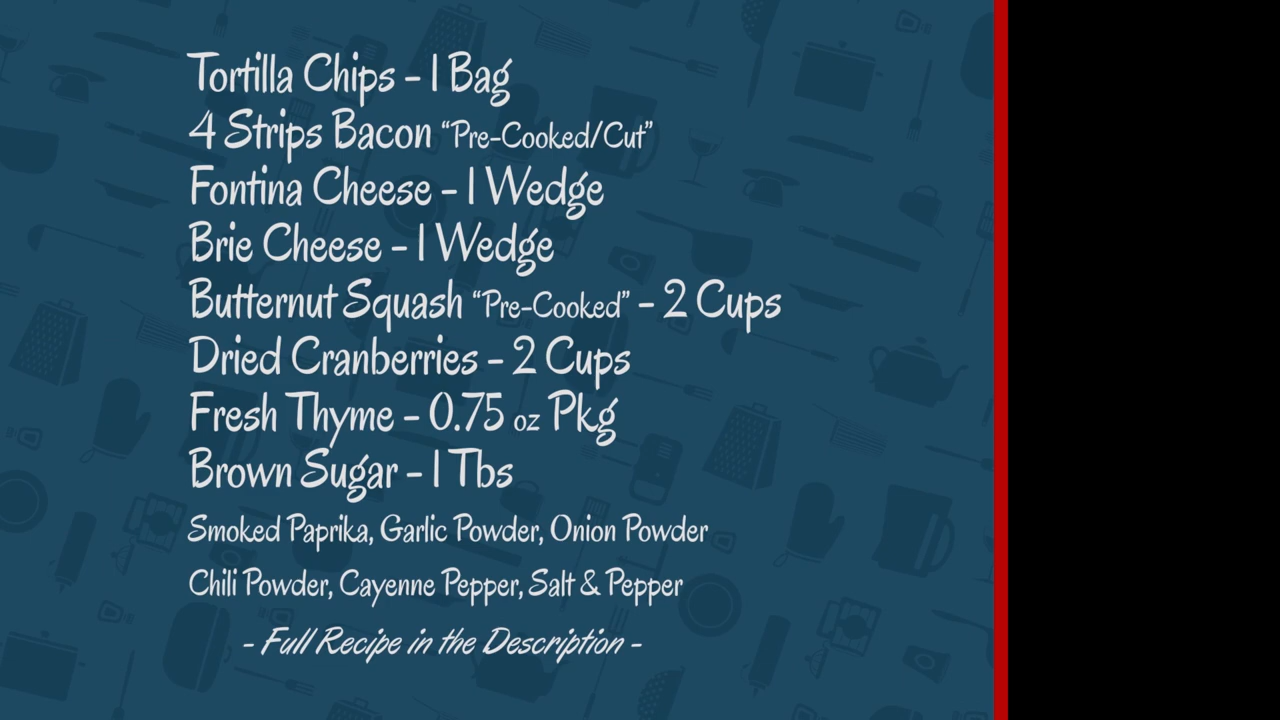 Tortilla Chips - 1 Bag
4 Strips Bacon “Pre-Cooked/Cut”
Fontina Cheese - 1 Wedge
Brie Cheese - 1 Wedge
Butternut Squash “Pre-Cooked” - 2 Cups
Dried Cranberries - 2 Cups
Fresh Thyme - 0.75 oz Pkg
Brown Sugar - 1 Tbs
Smoked Paprika, Garlic Powder, Onion Powder
Chili Powder, Cayenne Pepper, Salt & Pepper
- Full Recipe in the Description -